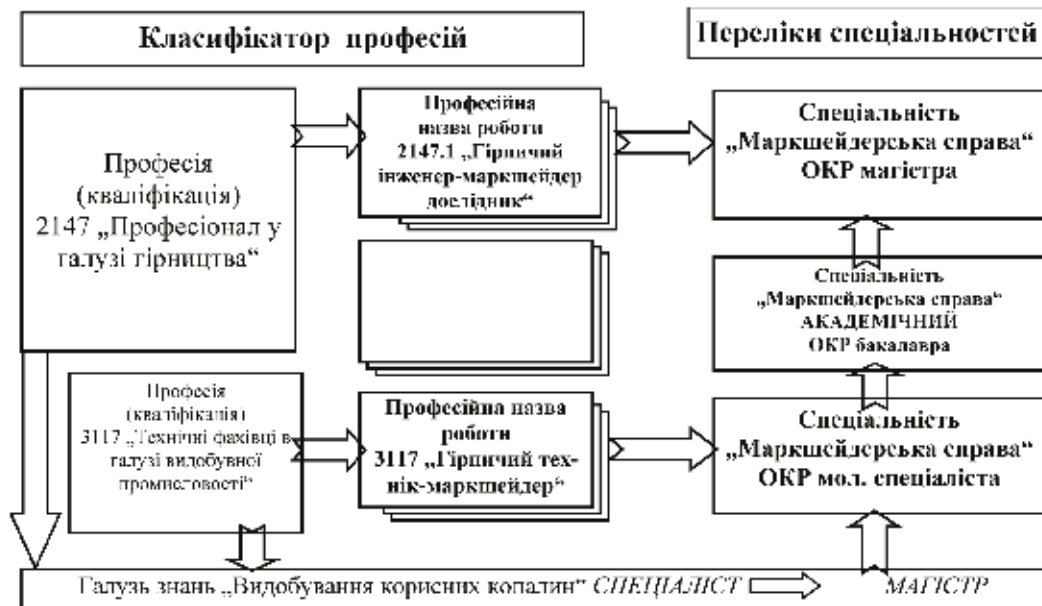 Класифікатор професій
Переліки спеціальностей
Професія
(кваліфікація)
2147 „Професіонал у
галузі гірництва“
Професійна
назва роботи
2147.1 „Гірничий
інженер-маркшейдер
дослідник“
Спеціальність
„Маркшейдерська справа“
ОКР магістра
Спеціальність
„Маркшейдерська справа“
АКАДЕМІЧНИЙ
ОКР бакалавра
Професія
(кваліфікація)
3117 „Технічні фахівці в
галузі видобувної
промисловості“
Професійна назва
роботи
3117 „Гірничий тех-
нік-маркшейдер“
Спеціальність
„Маркшейдерська справа“
ОКР мол. спеціаліста
Галузь знань „Видобування корисних копалин“ СПЕЦІАЛІСТ МАГІСТР